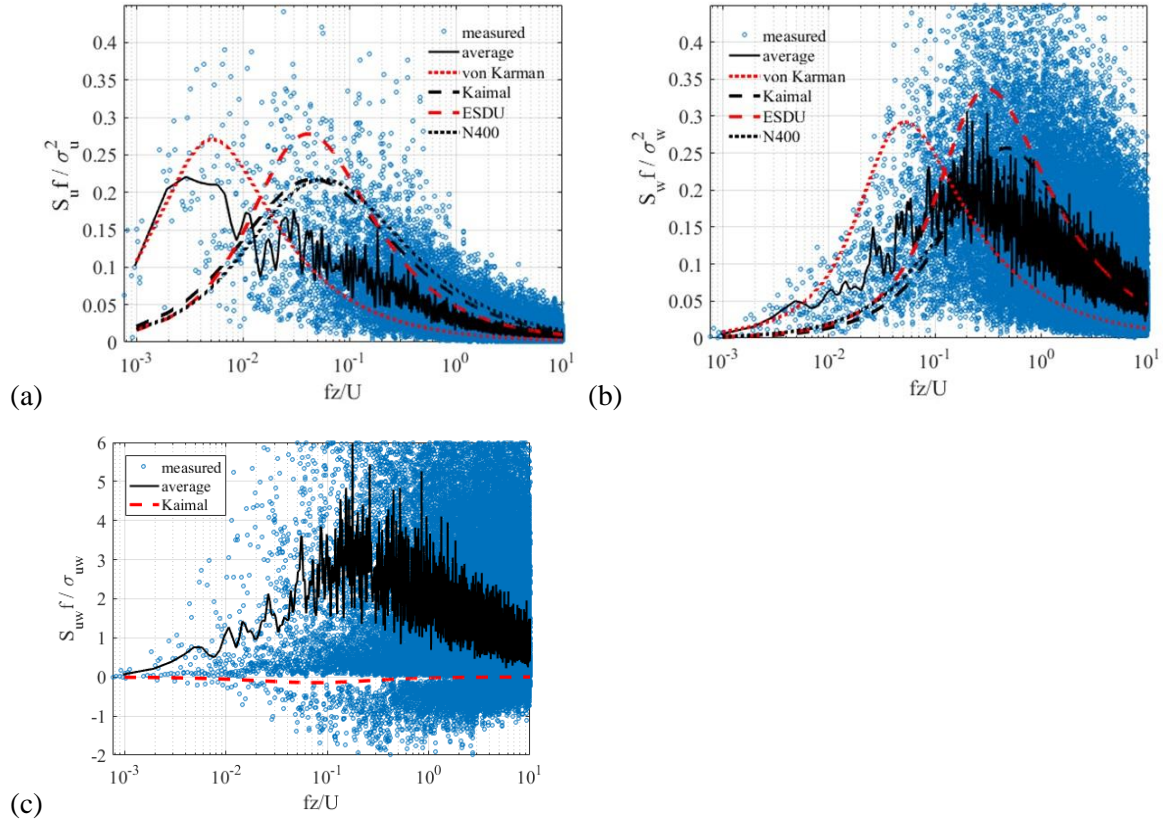 0.4
0.35
0.3
0.25
0.2
0.15
0.1
0.05
0
S_u f / σ_u^2
measured
average
von Karman
Kaimal
ESDU
N400
10^-3 10^-2 10^-1 10^0 10^1
fz/U
(a)
0.4
0.35
0.3
0.25
0.2
0.15
0.1
0.05
0
S_w f / σ_w^2
measured
average
von Karman
Kaimal
ESDU
N400
10^-3 10^-2 10^-1 10^0 10^1
fz/U
(b)
6
5
4
3
2
1
0
-1
-2
S_uw f / σ_uw
measured
average
Kaimal
10^-3 10^-2 10^-1 10^0 10^1
fz/U
(c)